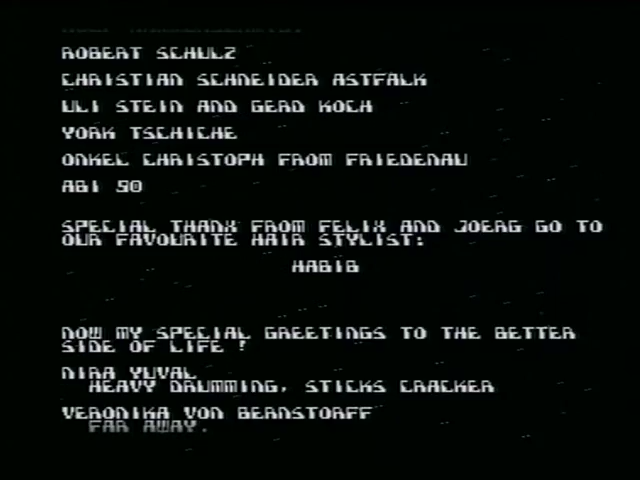 ROBERT SCHULZ
CHRISTIAN SCHNEIDER ASTFALK
ULI STEIN AND GERD KOCH
YORK TSCHICHE
ONKEL CHRISTOPH FROM FRIEDENAU
ABI 90
SPECIAL THANX FROM FELIX AND JOERG GO TO
OUR FAVOURITE HAIR STYLIST:
HABIB
NOW MY SPECIAL GREETINGS TO THE BETTER
SIDE OF LIFE !
NIRA YUVAL
HEAVY DRUMMING, STICKS CRACKER
VERONIKA VON BERNSTORFF
FAR AWAY.